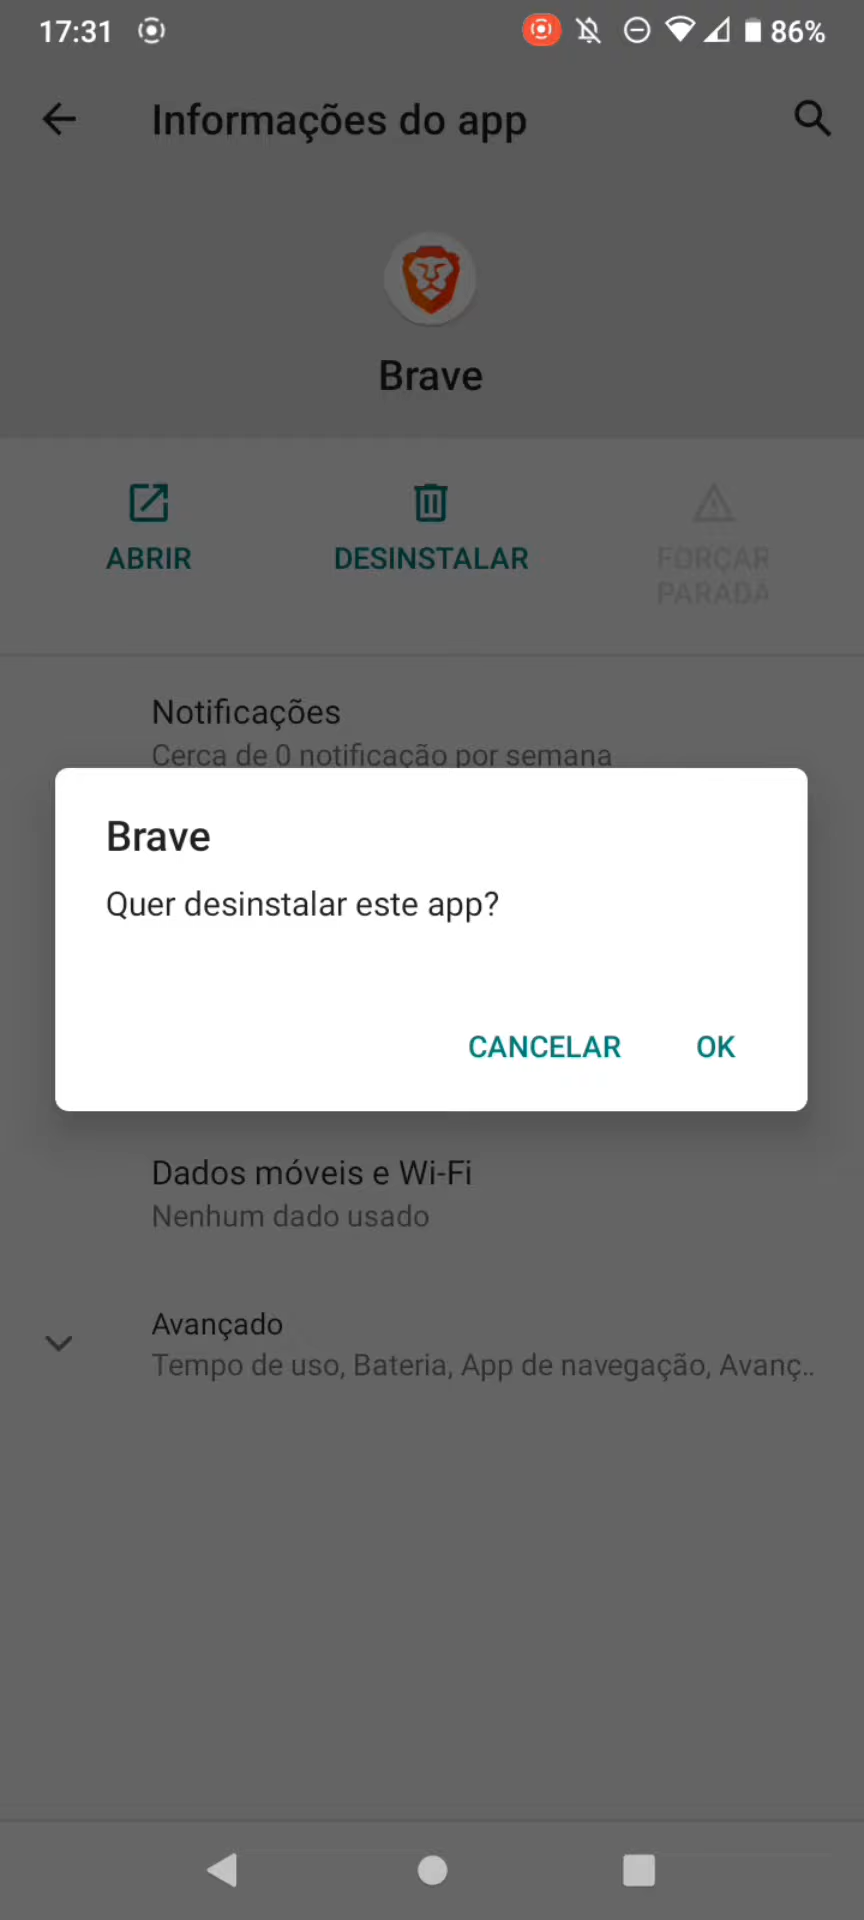 17:31
86%
Informações do app
Brave
ABRIR
DESINSTALAR
FORÇAR
PARADA
Notificações
Cerca de 0 notificação por semana
Brave
Quer desinstalar este app?
CANCELAR
OK
Dados móveis e Wi-Fi
Nenhum dado usado
Avançado
Tempo de uso, Bateria, App de navegação, Avanç..